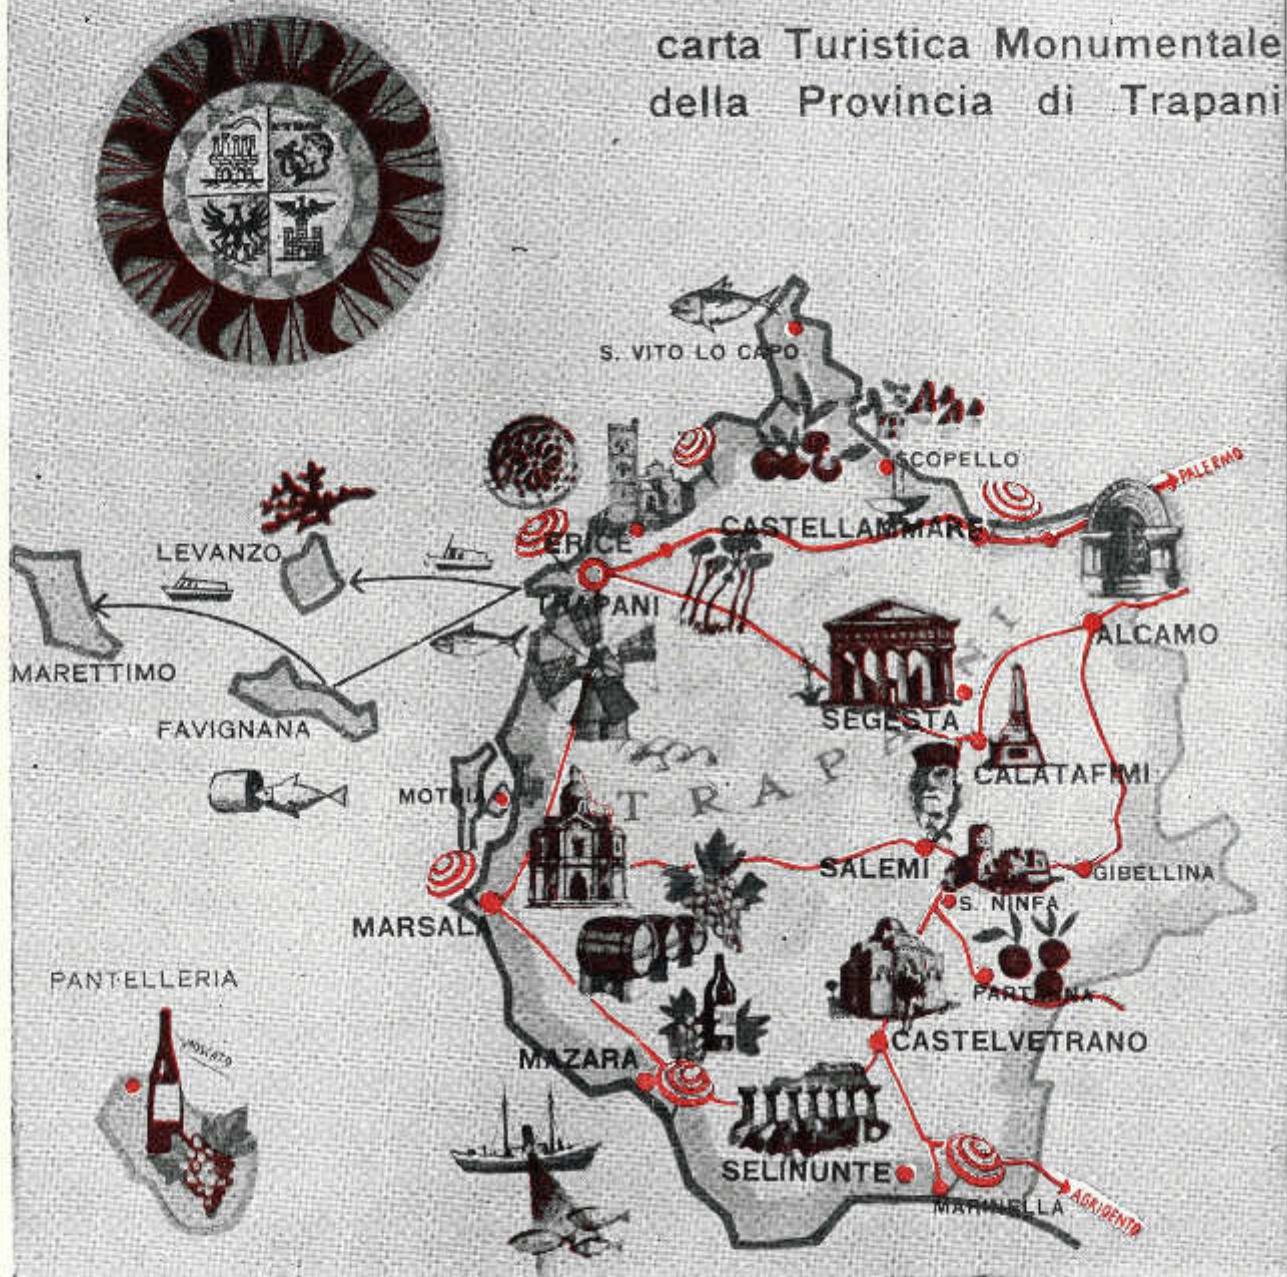 carta Turistica Monumentale
della Provincia di Trapani
S. VITO LO CAPO
SCOPELLO
PALERMO
CASTELLAMMARE
ERICE
LEVANZO
TRAPANI
ALCAMO
MARETTIMO
FAVIGNANA
SEGESTA
CALATAFIMI
MOTHIA
TRAPANI
SALEMI
GIBELLINA
S. NINFA
MARSALA
PANTELLERIA
PARTANNA
MOSCATO
CASTELVETRANO
MAZARA
SELINUNTE
MARINELLA
AGRIGENTO